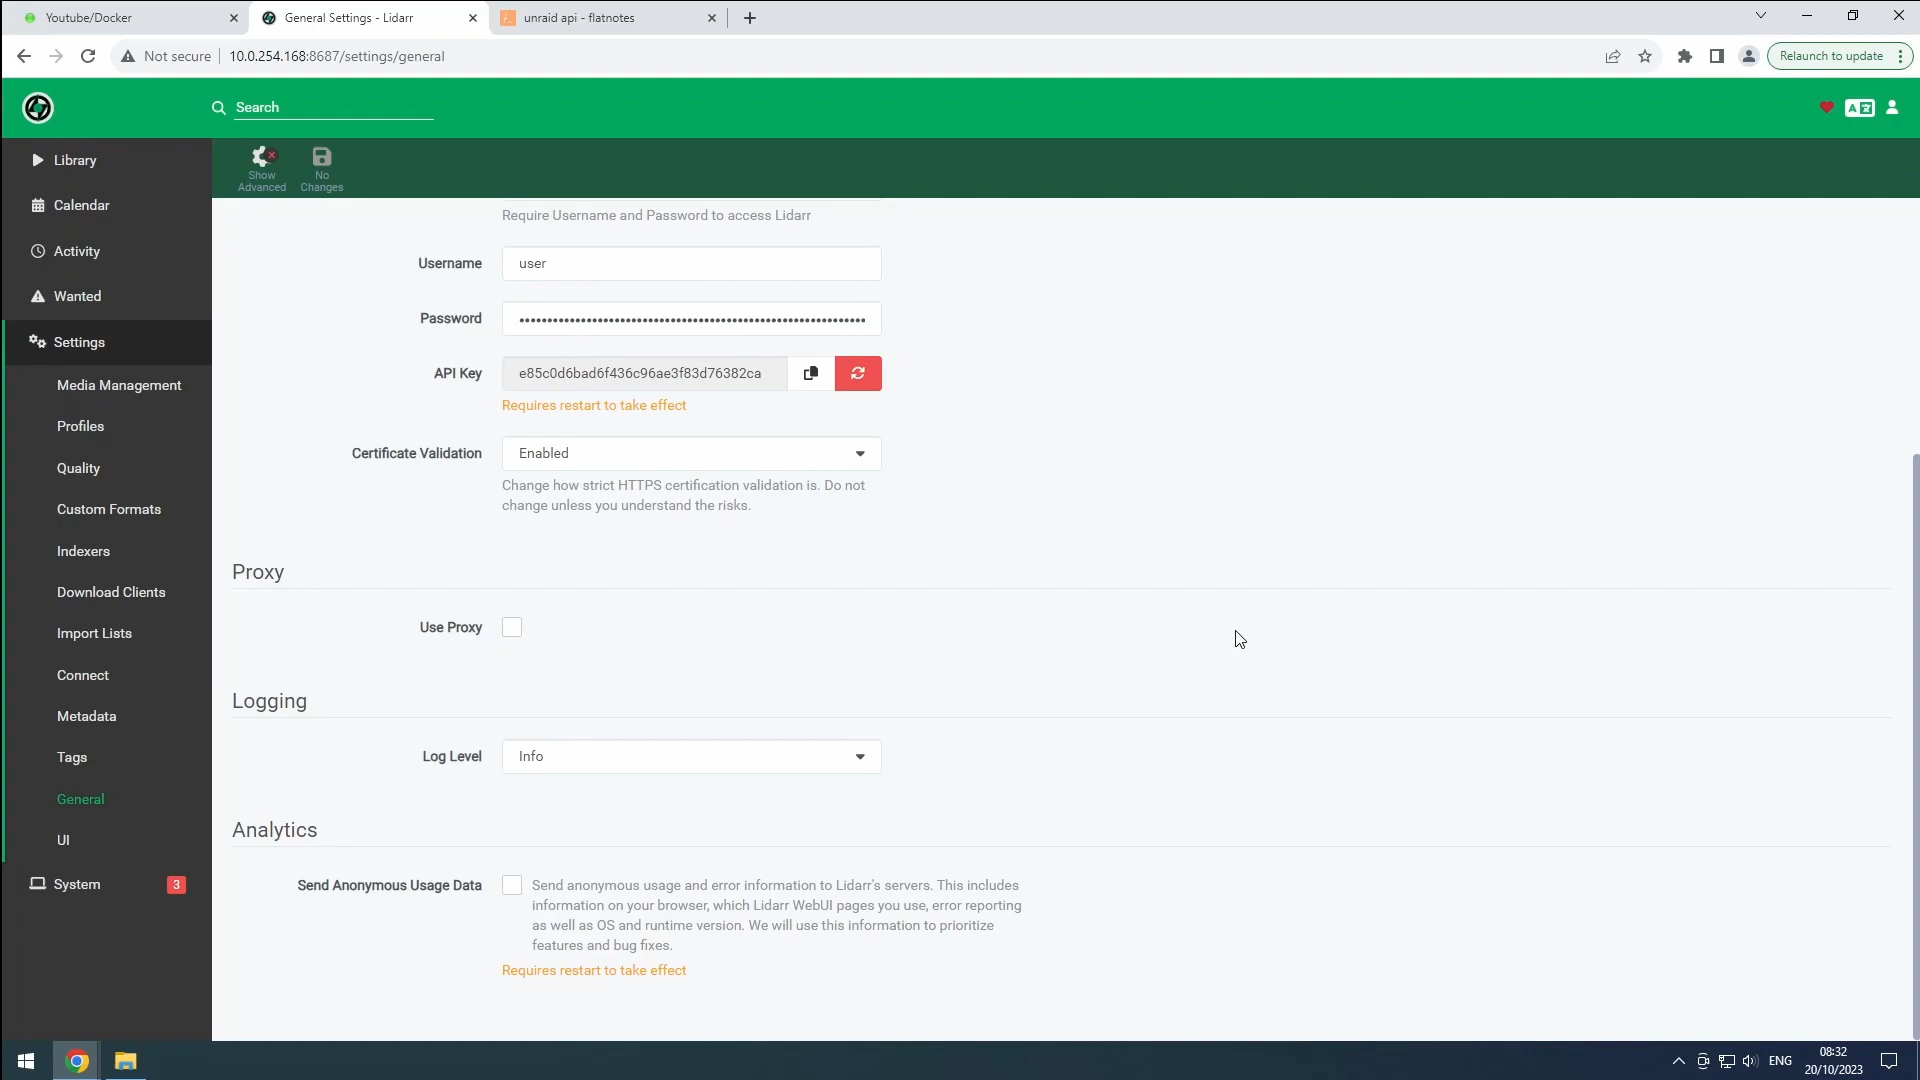 Youtube/Docker
General Settings - Lidarr
unraid api - flatnotes
Not secure
10.0.254.168:8687/settings/general
Relaunch to update
Search
Library
Show Advanced
No Changes
Calendar
Activity
Wanted
Settings
Media Management
Profiles
Quality
Custom Formats
Indexers
Download Clients
Import Lists
Connect
Metadata
Tags
General
UI
System
3
Require Username and Password to access Lidarr
Username
user
Password
API Key
e85c0d6bad6f436c96ae3f83d76382ca
Requires restart to take effect
Certificate Validation
Enabled
Change how strict HTTPS certification validation is. Do not
change unless you understand the risks.
Proxy
Use Proxy
Logging
Log Level
Info
Analytics
Send Anonymous Usage Data
Send anonymous usage and error information to Lidarr's servers. This includes
information on your browser, which Lidarr WebUI pages you use, error reporting
as well as OS and runtime version. We will use this information to prioritize
features and bug fixes.
Requires restart to take effect
ENG
08:32
20/10/2023